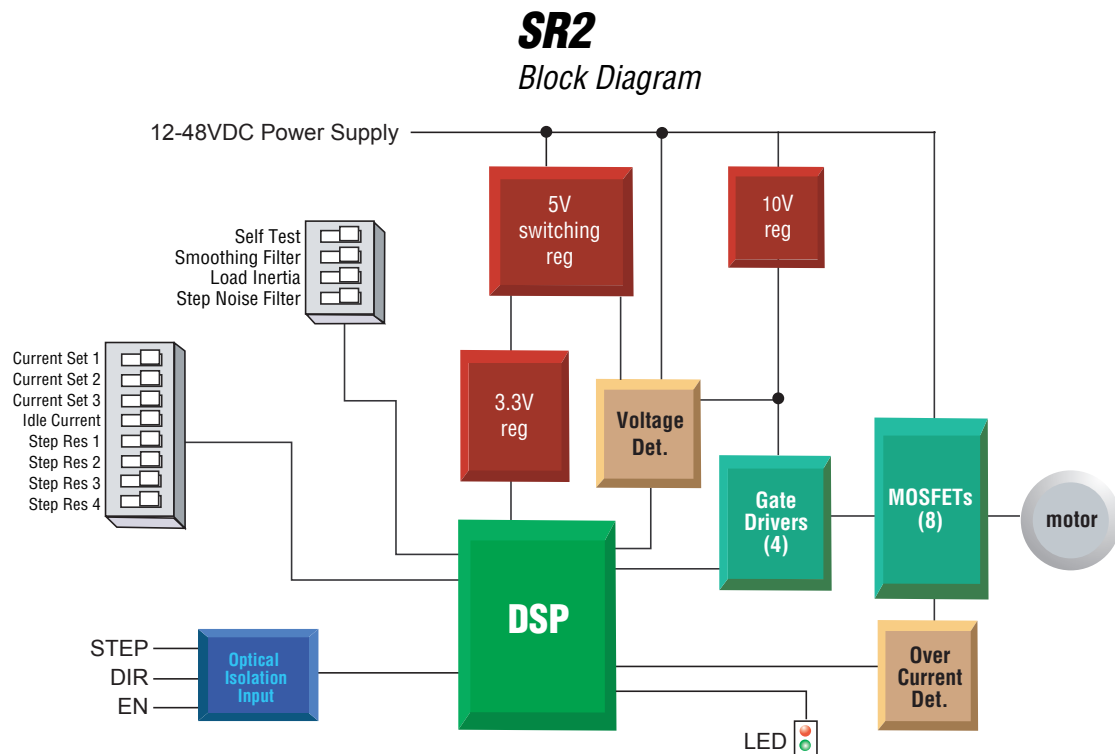 SR2
Block Diagram
12-48VDC Power Supply
5V
switching
reg
10V
reg
Self Test
Smoothing Filter
Load Inertia
Step Noise Filter
Current Set 1
Current Set 2
Current Set 3
Idle Current
Step Res 1
Step Res 2
Step Res 3
Step Res 4
3.3V
reg
Voltage
Det.
Gate
Drivers
(4)
MOSFETs
(8)
motor
DSP
STEP
DIR
EN
Optical
Isolation
Input
Over
Current
Det.
LED